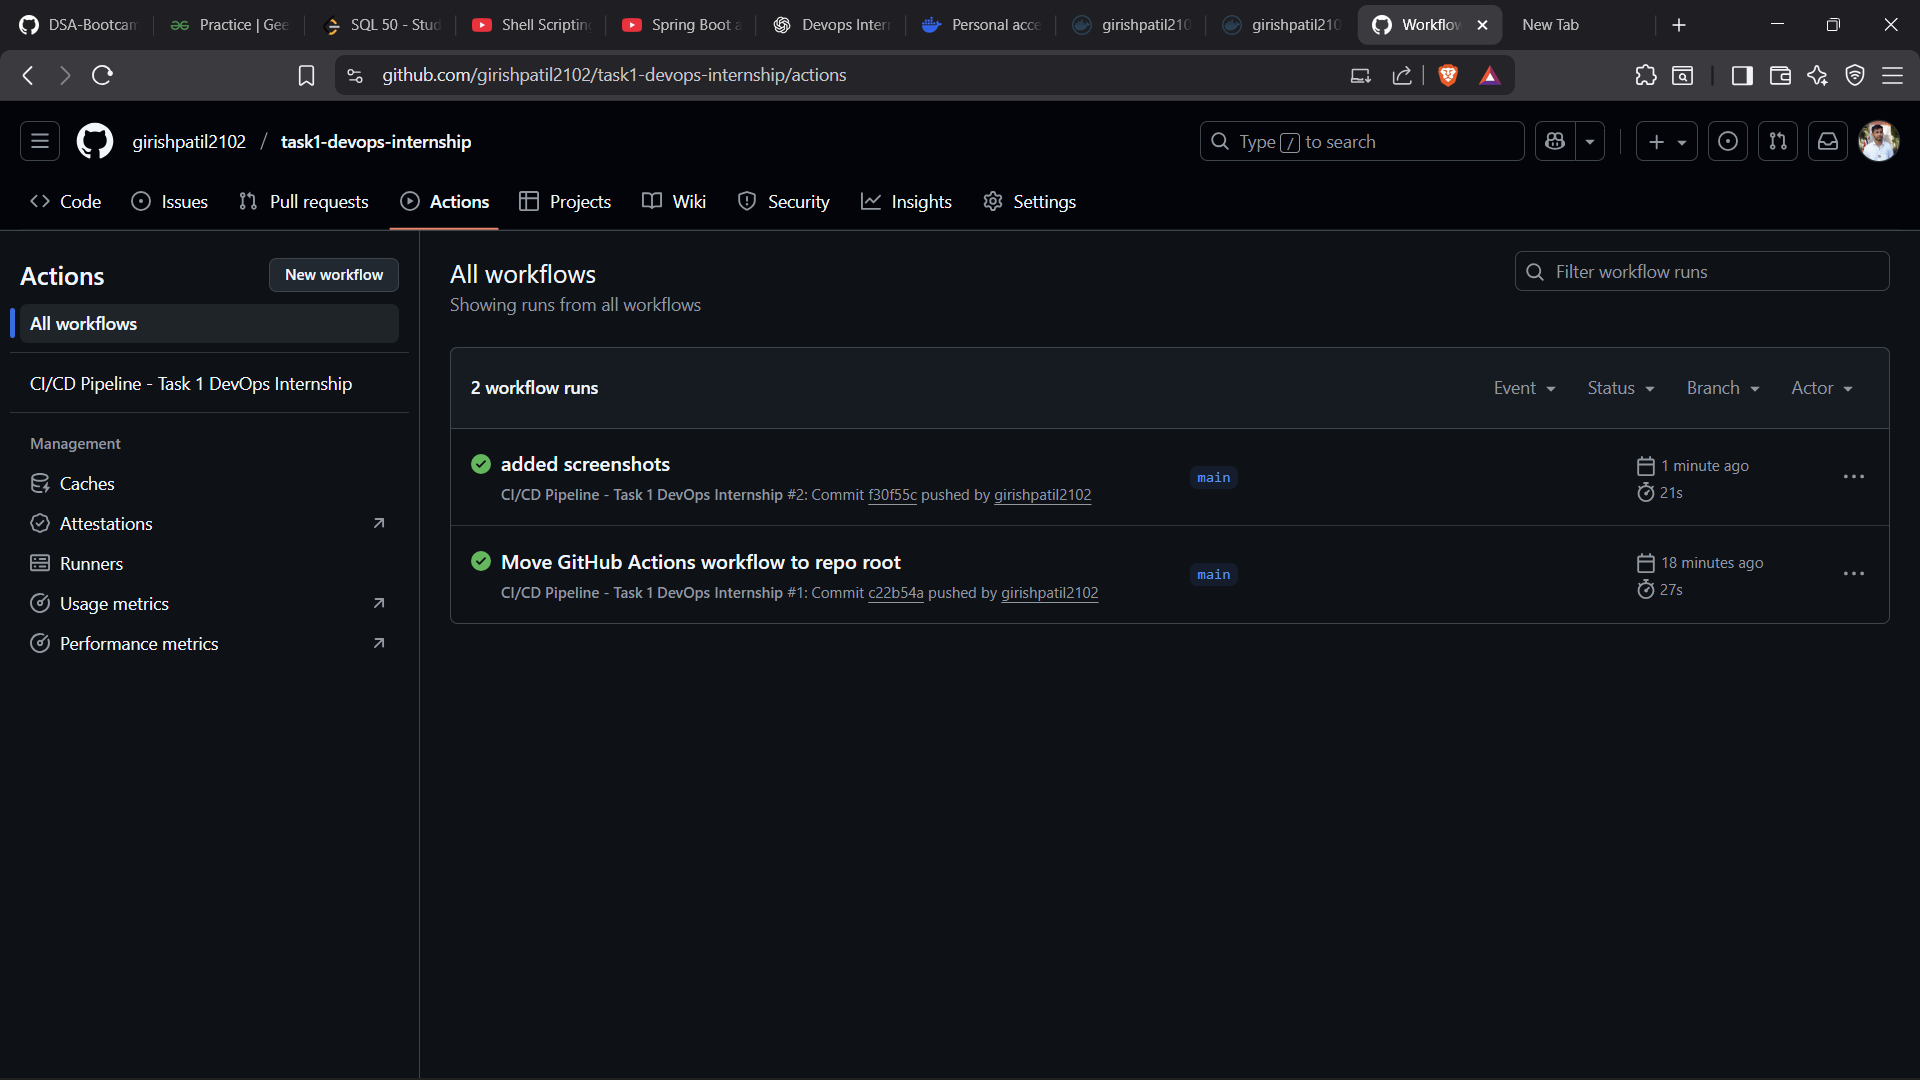 DSA-Bootcam
Practice | Gee
SQL 50 - Stud
Shell Scripting
Spring Boot a
Devops Intern
Personal acce
girishpatil210
girishpatil210
Workflow
New Tab
github.com/girishpatil2102/task1-devops-internship/actions
girishpatil2102 / task1-devops-internship
Type / to search
Code
Issues
Pull requests
Actions
Projects
Wiki
Security
Insights
Settings
Actions
New workflow
All workflows
CI/CD Pipeline - Task 1 DevOps Internship
Management
Caches
Attestations
Runners
Usage metrics
Performance metrics
All workflows
Showing runs from all workflows
Filter workflow runs
2 workflow runs
Event
Status
Branch
Actor
added screenshots
CI/CD Pipeline - Task 1 DevOps Internship #2: Commit f30f55c pushed by girishpatil2102
main
1 minute ago
21s
Move GitHub Actions workflow to repo root
CI/CD Pipeline - Task 1 DevOps Internship #1: Commit c22b54a pushed by girishpatil2102
main
18 minutes ago
27s